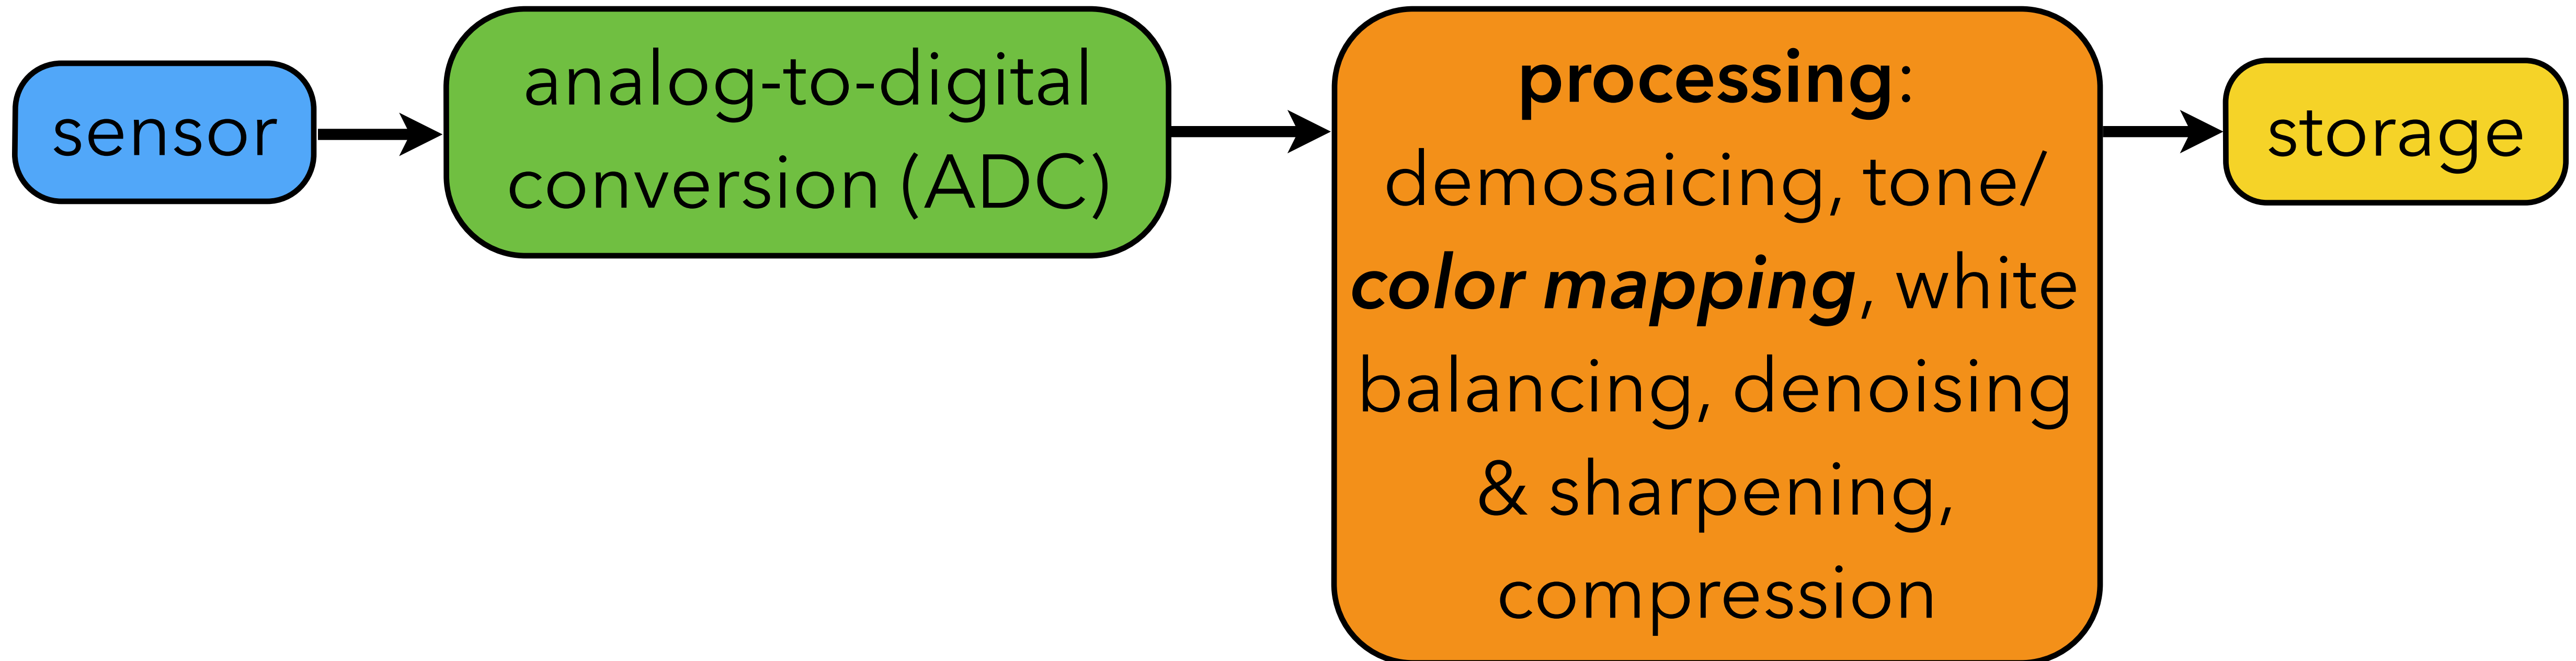 sensor
analog-to-digital
conversion (ADC)
processing:
demosaicing, tone/
color mapping, white
balancing, denoising
& sharpening,
compression
storage